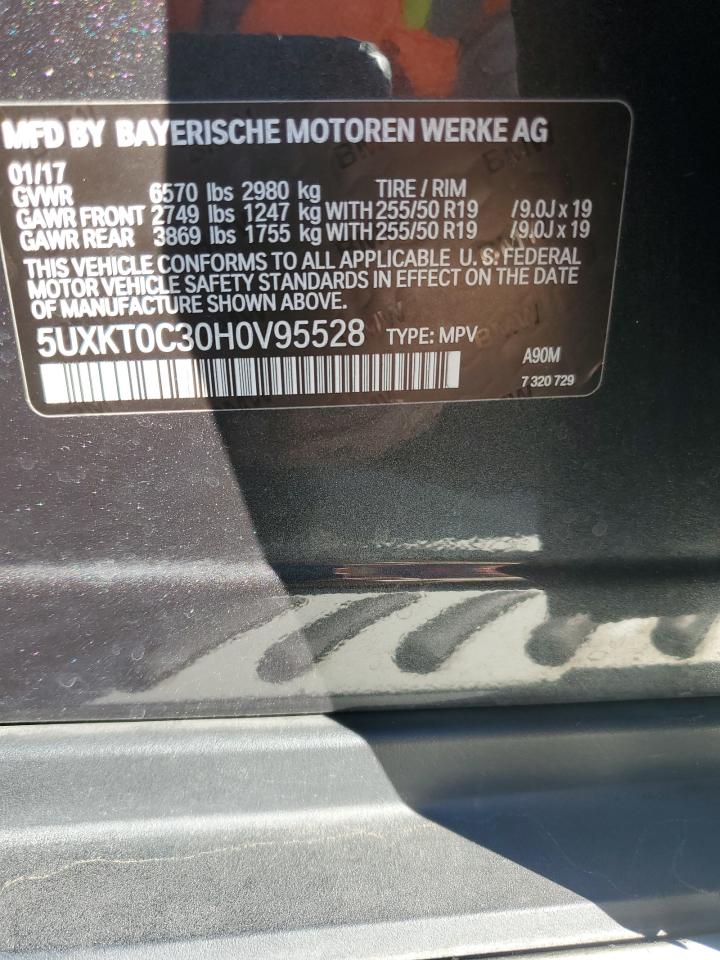 MFD BY BAYERISCHE MOTOREN WERKE AG
01/17
GVWR 6570 lbs 2980 kg TIRE / RIM
GAWR FRONT 2749 lbs 1247 kg WITH 255/50 R19 /9.0J x 19
GAWR REAR 3869 lbs 1755 kg WITH 255/50 R19 /9.0J x 19
THIS VEHICLE CONFORMS TO ALL APPLICABLE U.S. FEDERAL
MOTOR VEHICLE SAFETY STANDARDS IN EFFECT ON THE DATE
OF MANUFACTURE SHOWN ABOVE.
5UXKT0C30H0V95528 TYPE: MPV
A90M
7 320 729